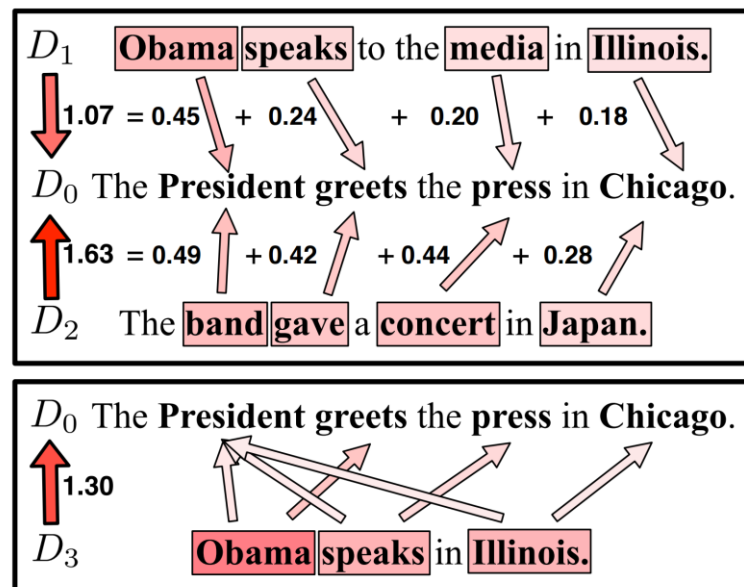 D1 Obama speaks to the media in Illinois.
1.07 = 0.45 + 0.24 + 0.20 + 0.18
D0 The President greets the press in Chicago.
1.63 = 0.49 + 0.42 + 0.44 + 0.28
D2 The band gave a concert in Japan.
D0 The President greets the press in Chicago.
1.30
D3 Obama speaks in Illinois.